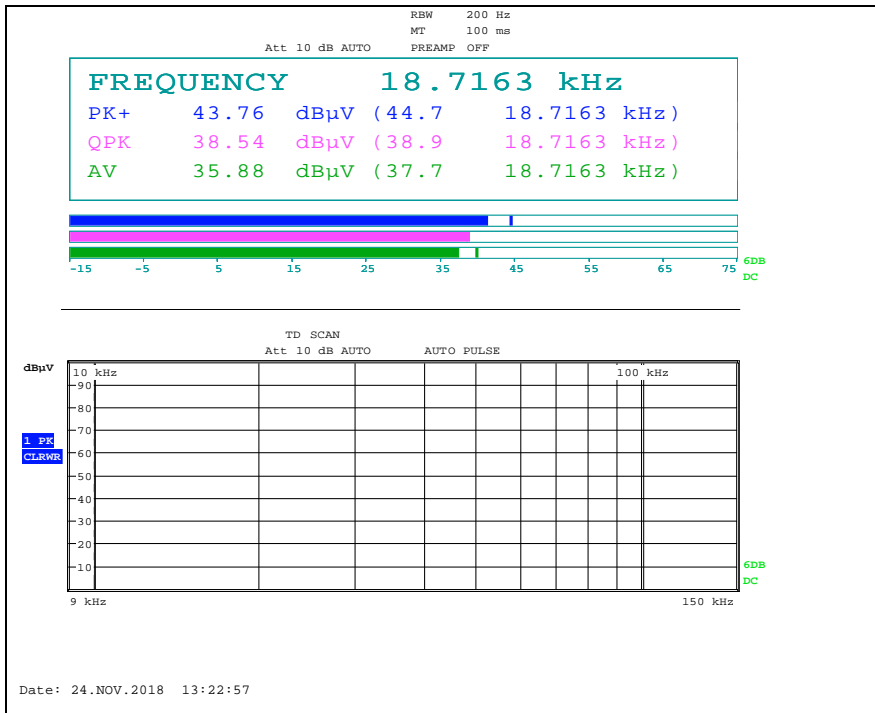 RBW 200 Hz
MT 100 ms
Att 10 dB AUTO PREAMP OFF
FREQUENCY 18.7163 kHz
PK+ 43.76 dBµV (44.7 18.7163 kHz)
QPK 38.54 dBµV (38.9 18.7163 kHz)
AV 35.88 dBµV (37.7 18.7163 kHz)
-15 -5 5 15 25 35 45 55 65 75
6DB
DC
TD SCAN
Att 10 dB AUTO AUTO PULSE
dBµV
10 kHz 100 kHz
90
80
70
1 PK
60
CLRWR
50
40
30
20
10
6DB
DC
9 kHz 150 kHz
Date: 24.NOV.2018 13:22:57